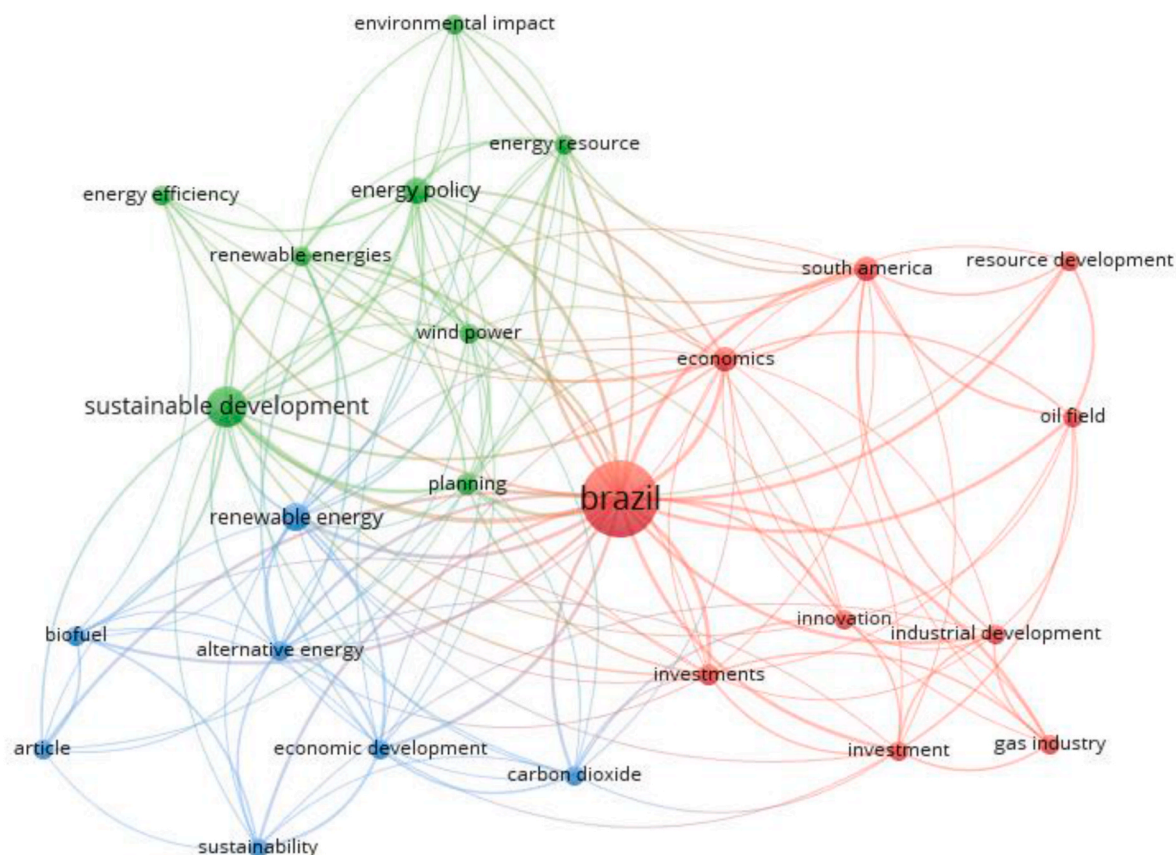 environmental impact
energy resource
energy policy
energy efficiency
renewable energies
south america
resource development
wind power
economics
sustainable development
oil field
planning
brazil
renewable energy
innovation
biofuel
industrial development
alternative energy
investments
article
economic development
investment
gas industry
carbon dioxide
sustainability